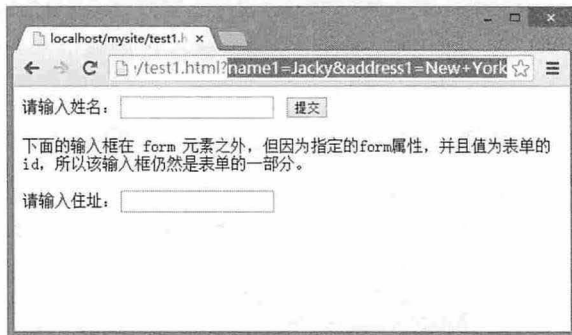 localhost/mysite/test1.h
/test1.html?name1=Jacky&address1=New+York
请输入姓名： 提交
下面的输入框在 form 元素之外，但因为指定的form属性，并且值为表单的
id，所以该输入框仍然是表单的一部分。
请输入住址：